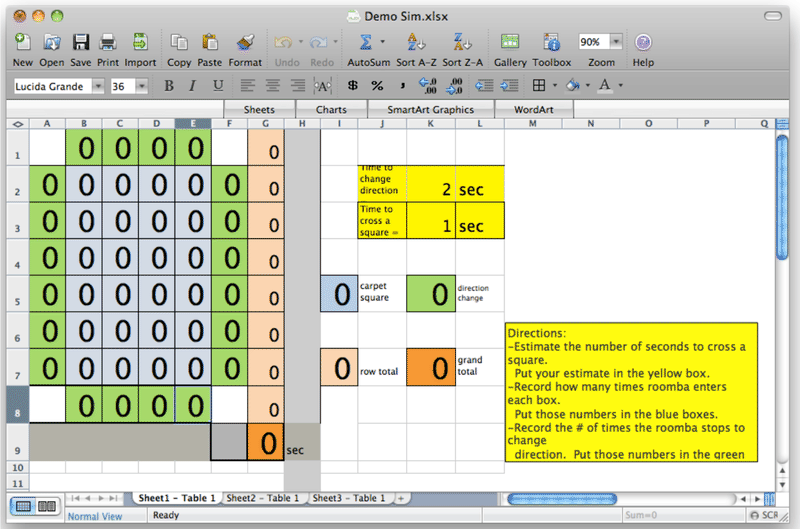 Demo Sim.xlsx
New Open Save Print Import Copy Paste Format Undo Redo AutoSum Sort A-Z Sort Z-A Gallery Toolbox Zoom Help
90%
Lucida Grande 36 B I U A $ % , .00 A
Sheets Charts SmartArt Graphics WordArt
A B C D E F G H I J K L M N O P Q
1 0 0 0 0 0
2 0 0 0 0 0 0 0
Time to
change
direction
2 sec
3 0 0 0 0 0 0 0
Time to
cross a
square =
1 sec
4 0 0 0 0 0 0 0
5 0 0 0 0 0 0 0
0 carpet
square
0 direction
change
6 0 0 0 0 0 0 0
7 0 0 0 0 0 0 0
0 row total
0 grand
total
8 0 0 0 0 0
9 0 sec
10
11
Directions:
-Estimate the number of seconds to cross a
square.
Put your estimate in the yellow box.
-Record how many times roomba enters
each box.
Put those numbers in the blue boxes.
-Record the # of times the roomba stops to
change
direction. Put those numbers in the green
Sheet1 - Table 1 Sheet2 - Table 1 Sheet3 - Table 1 +
Normal View Ready Sum=0 SCR